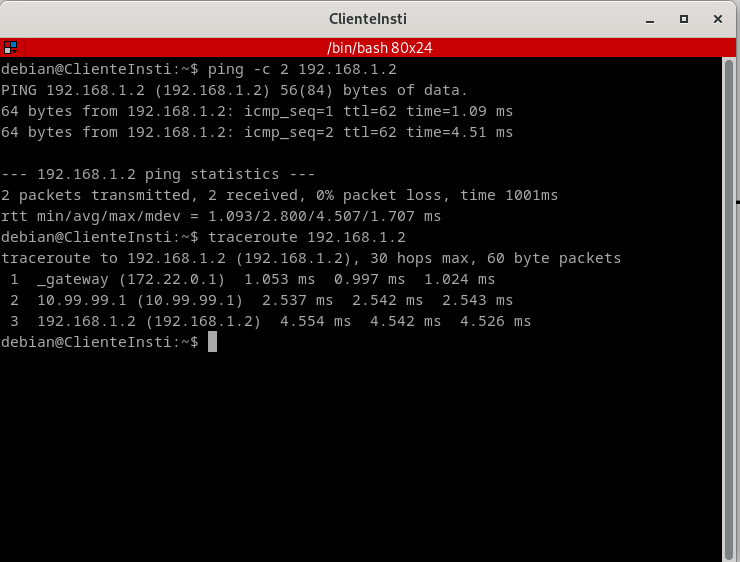 ClienteInsti
/bin/bash 80x24
debian@ClienteInsti:~$ ping -c 2 192.168.1.2
PING 192.168.1.2 (192.168.1.2) 56(84) bytes of data.
64 bytes from 192.168.1.2: icmp_seq=1 ttl=62 time=1.09 ms
64 bytes from 192.168.1.2: icmp_seq=2 ttl=62 time=4.51 ms
--- 192.168.1.2 ping statistics ---
2 packets transmitted, 2 received, 0% packet loss, time 1001ms
rtt min/avg/max/mdev = 1.093/2.800/4.507/1.707 ms
debian@ClienteInsti:~$ traceroute 192.168.1.2
traceroute to 192.168.1.2 (192.168.1.2), 30 hops max, 60 byte packets
 1  _gateway (172.22.0.1)  1.053 ms  0.997 ms  1.024 ms
 2  10.99.99.1 (10.99.99.1)  2.537 ms  2.542 ms  2.543 ms
 3  192.168.1.2 (192.168.1.2)  4.554 ms  4.542 ms  4.526 ms
debian@ClienteInsti:~$